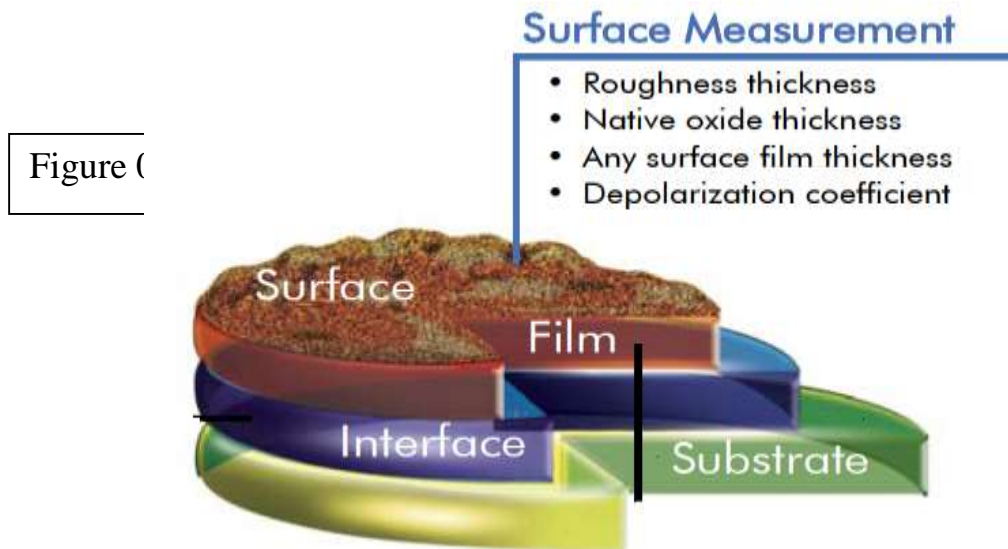 Surface Measurement
• Roughness thickness
• Native oxide thickness
• Any surface film thickness
• Depolarization coefficient
Figure
Surface
Film
Interface
Substrate